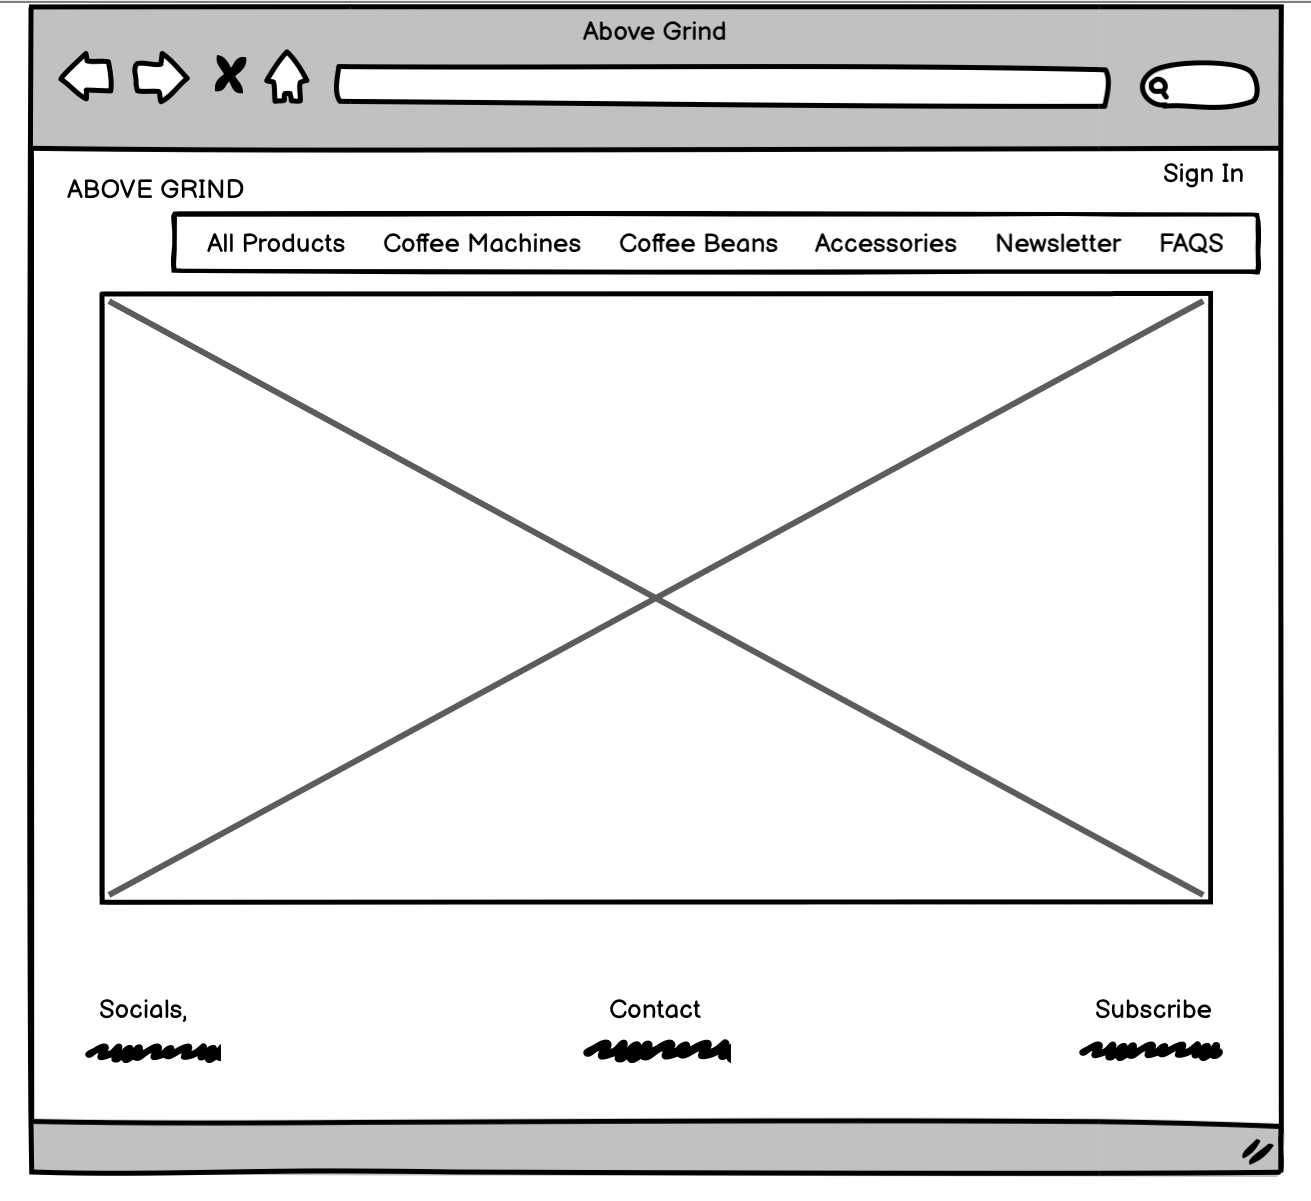 Above Grind
Sign In
ABOVE GRIND
All Products Coffee Machines Coffee Beans Accessories Newsletter FAQS
Socials, Contact Subscribe